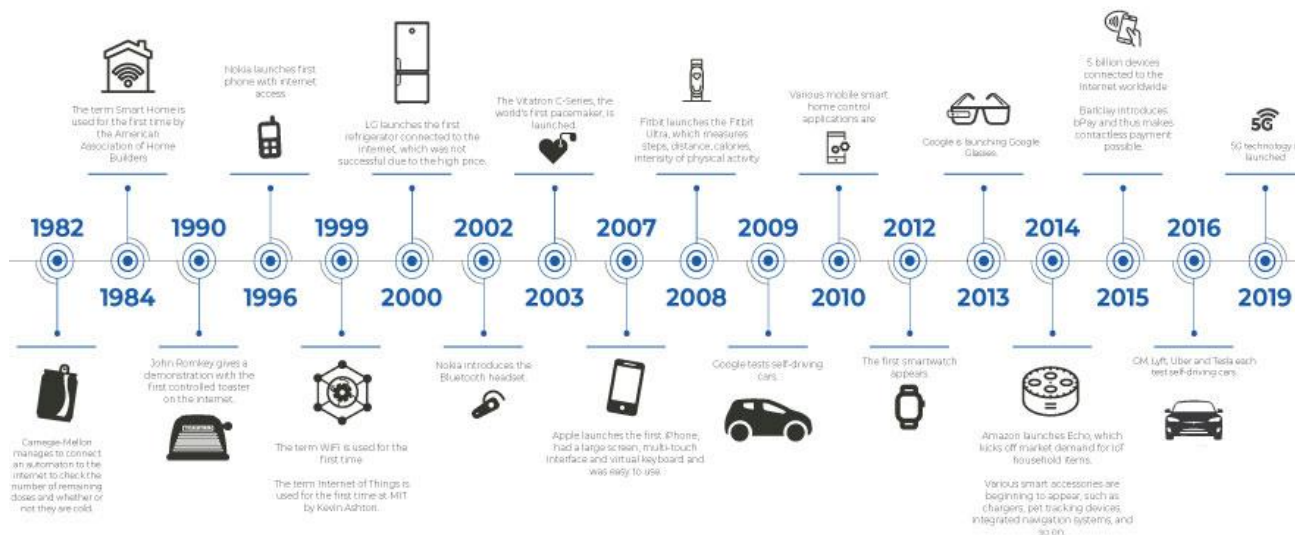 The term Smart Home is
used for the first time by
the American
Association of Home
Builders
Nokia launches first
phone with internet
access
LG launches the first
refrigerator connected to the
internet, which was not
successful due to the high price.
The Vitatron C-Series, the
world's first pacemaker, is
launched.
Fitbit launches the Fitbit
Ultra, which measures
steps, distance, calories,
intensity of physical activity
Various mobile smart
home control
applications are
Google is launching Google
Glasses.
5 billion devices
connected to the
Internet worldwide
Barclay introduces
bPay and thus makes
contactless payment
possible.
5G
5G technology is
launched
1982
1984
1990
1996
1999
2000
2002
2003
2007
2008
2009
2010
2012
2013
2014
2015
2016
2019
Carnegie-Mellon
manages to connect
an automaton to the
internet to check the
number of remaining
doses and whether or
not they are cold.
John Romkey gives a
demonstration with the
first controlled toaster
on the internet.
The term WiFi is used for the
first time
The term Internet of Things is
used for the first time at MIT
by Kevin Ashton.
Nokia introduces the
Bluetooth headset.
Apple launches the first iPhone,
had a large screen, multi-touch
interface and virtual keyboard and
was easy to use.
Google tests self-driving
cars.
The first smartwatch
appears.
Amazon launches Echo, which
kicks off market demand for IoT
household items.
Various smart accessories are
beginning to appear, such as
chargers, pet tracking devices,
integrated navigation systems, and
so on.
GM, Lyft, Uber and Tesla each
test self-driving cars.